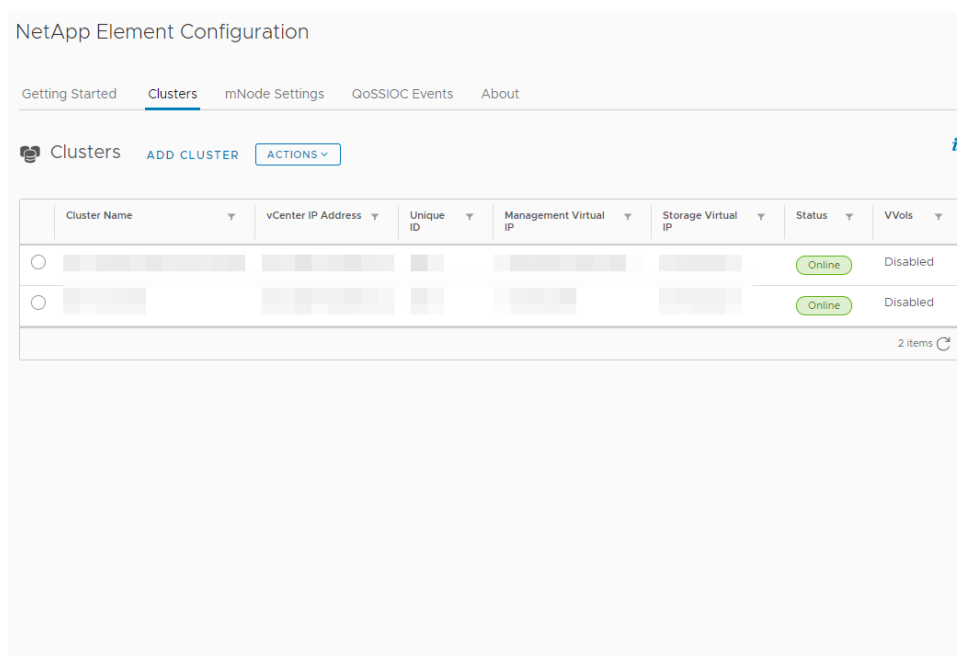 NetApp Element Configuration
Getting Started Clusters mNode Settings QoSSIOC Events About
Clusters ADD CLUSTER ACTIONS
Cluster Name vCenter IP Address Unique ID Management Virtual IP Storage Virtual IP Status VVols
Online Disabled
Online Disabled
2 items